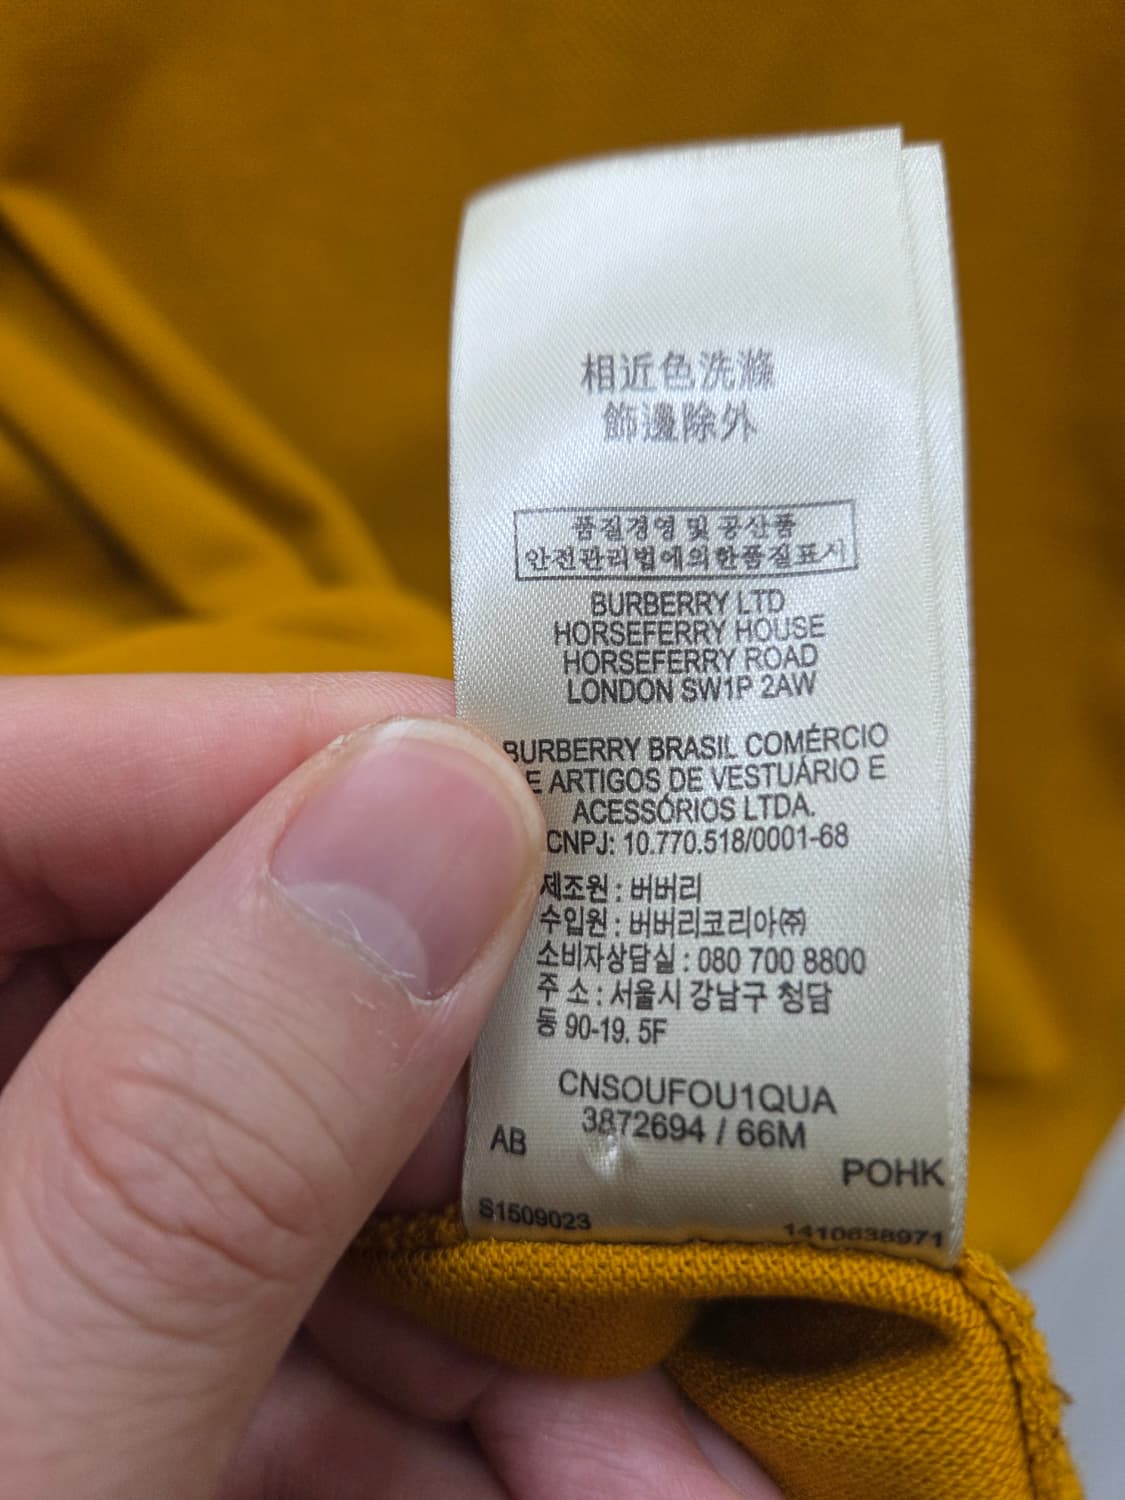 相近色洗滌
飾邊除外
품질경영 및 공산품
안전관리법에의한품질표시
BURBERRY LTD
HORSEFERRY HOUSE
HORSEFERRY ROAD
LONDON SW1P 2AW
BURBERRY BRASIL COMÉRCIO
E ARTIGOS DE VESTUÁRIO E
ACESSÓRIOS LTDA.
CNPJ: 10.770.518/0001-68
제조원 : 버버리
수입원 : 버버리코리아㈜
소비자상담실 : 080 700 8800
주 소 : 서울시 강남구 청담
동 90-19. 5F
CNSOUFOU1QUA
3872694 / 66M
AB
POHK
S1509023
1410638971